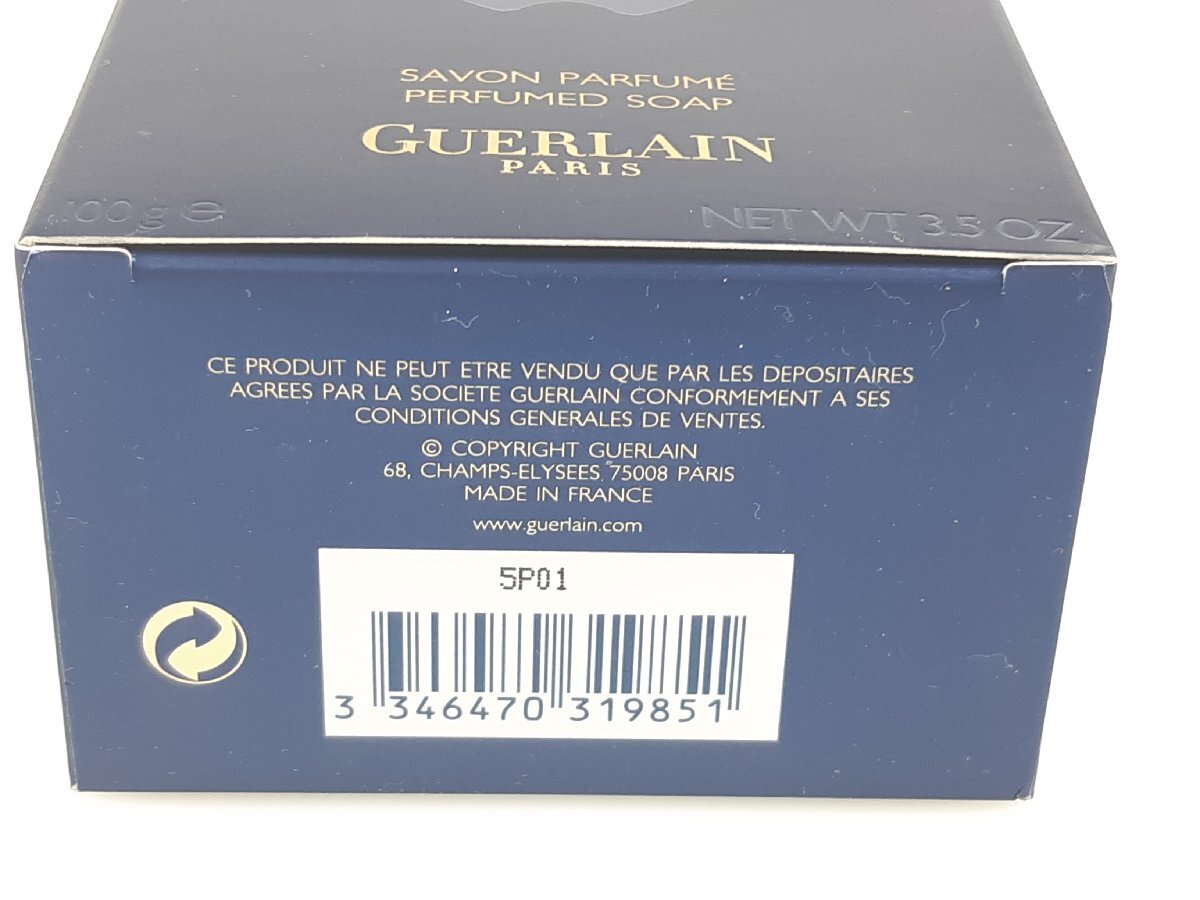 SAVON PARFUMÉ
PERFUMED SOAP
GUERLAIN
PARIS
100 g ℮
NET WT. 3.5 OZ
CE PRODUIT NE PEUT ETRE VENDU QUE PAR LES DEPOSITAIRES
AGREES PAR LA SOCIETE GUERLAIN CONFORMEMENT A SES
CONDITIONS GENERALES DE VENTES.
© COPYRIGHT GUERLAIN
68, CHAMPS-ELYSEES 75008 PARIS
MADE IN FRANCE
www.guerlain.com
5P01
3 346470 319851